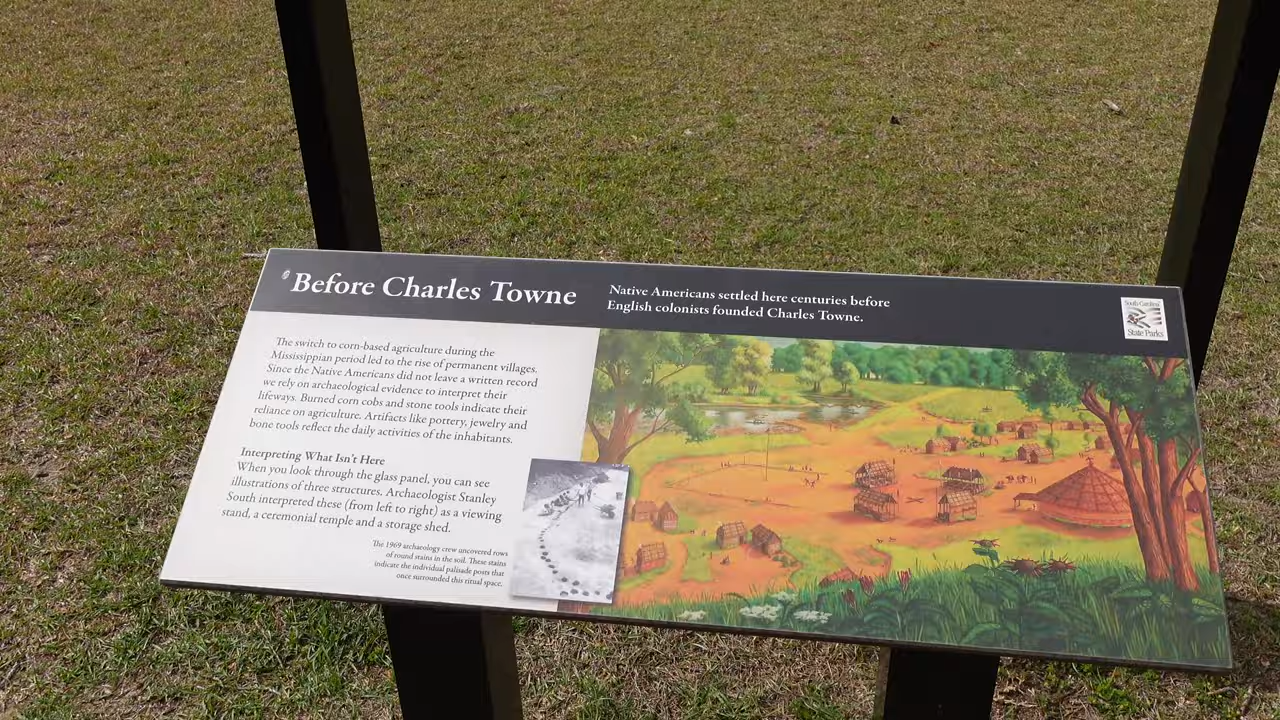 Before Charles Towne
Native Americans settled here centuries before
English colonists founded Charles Towne.
South Carolina
State Parks
The switch to corn-based agriculture during the
Mississippian period led to the rise of permanent villages.
Since the Native Americans did not leave a written record
we rely on archaeological evidence to interpret their
lifeways. Burned corn cobs and stone tools indicate their
reliance on agriculture. Artifacts like pottery, jewelry and
bone tools reflect the daily activities of the inhabitants.
Interpreting What Isn't Here
When you look through the glass panel, you can see
illustrations of three structures. Archaeologist Stanley
South interpreted these (from left to right) as a viewing
stand, a ceremonial temple and a storage shed.
The 1969 archaeology crew uncovered rows
of round stains in the soil. These stains
indicate the individual palisade posts that
once surrounded this ritual space.